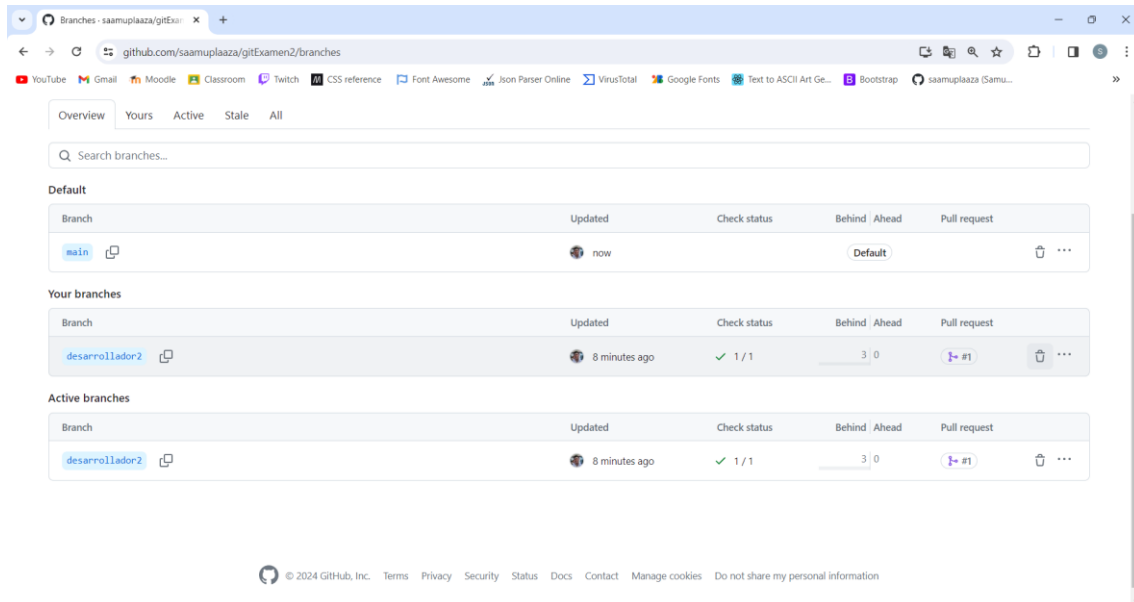 Branches - saamuplaaza/gitExar
github.com/saamuplaaza/gitExamen2/branches
S
YouTube Gmail Moodle Classroom Twitch CSS reference Font Awesome Json Parser Online VirusTotal Google Fonts Text to ASCII Art Ge... Bootstrap saamuplaaza (Samu...
Overview Yours Active Stale All
Search branches...
Default
Branch Updated Check status Behind Ahead Pull request
main now Default
Your branches
Branch Updated Check status Behind Ahead Pull request
desarrollador2 8 minutes ago 1 / 1 3 0 #1
Active branches
Branch Updated Check status Behind Ahead Pull request
desarrollador2 8 minutes ago 1 / 1 3 0 #1
© 2024 GitHub, Inc. Terms Privacy Security Status Docs Contact Manage cookies Do not share my personal information